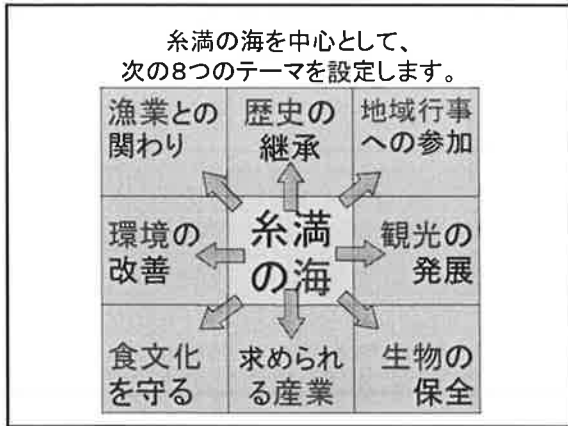 糸満の海を中心として、
次の8つのテーマを設定します。
漁業との
関わり
歴史の
継承
地域行事
への参加
環境の
改善
糸満
の海
観光の
発展
食文化
を守る
求められ
る産業
生物の
保全